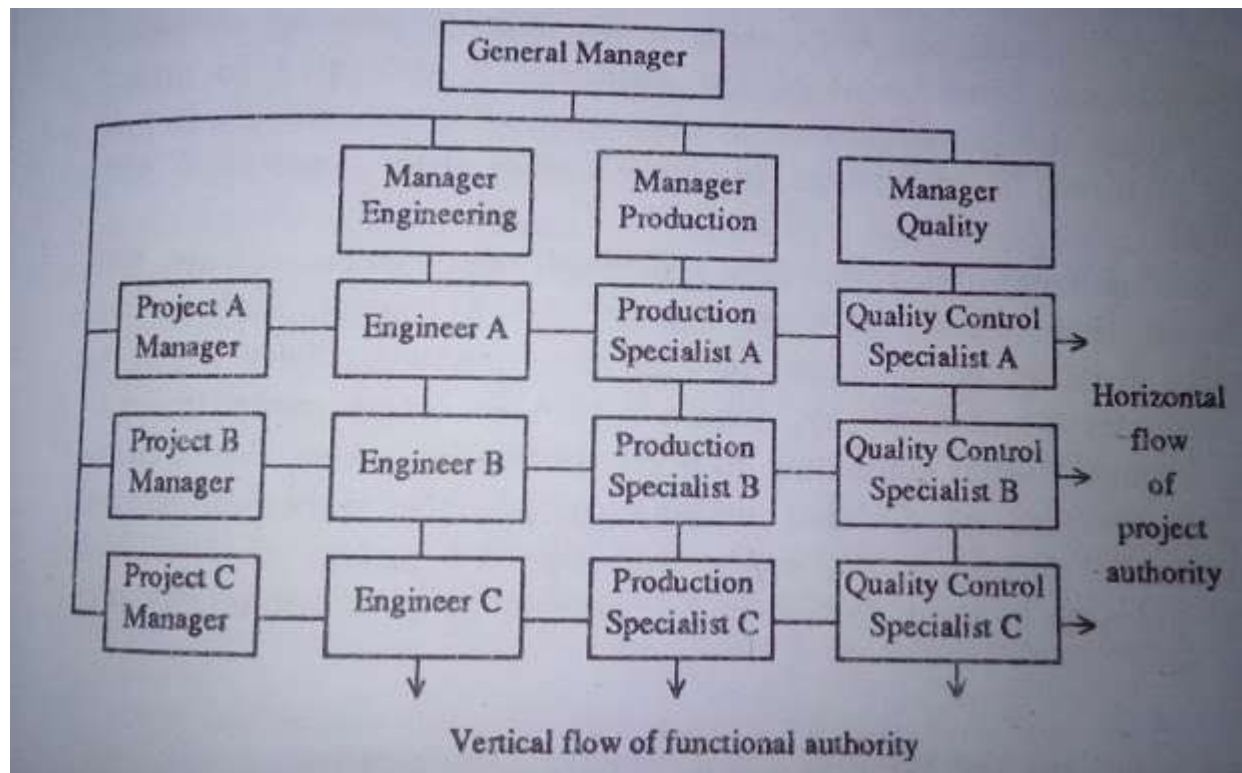 General Manager
Manager
Engineering
Manager
Production
Manager
Quality
Project A
Manager
Engineer A
Production
Specialist A
Quality Control
Specialist A
Project B
Manager
Engineer B
Production
Specialist B
Quality Control
Specialist B
Project C
Manager
Engineer C
Production
Specialist C
Quality Control
Specialist C
Horizontal
flow
of
project
authority
Vertical flow of functional authority